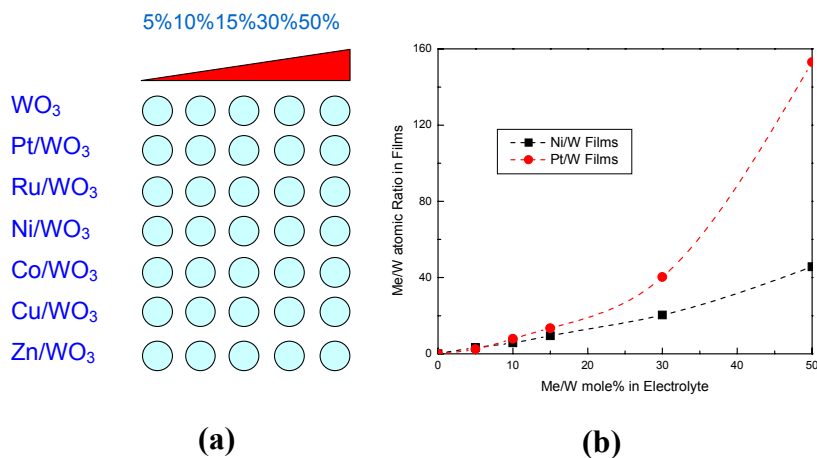 5%10%15%30%50%
WO₃
Pt/WO₃
Ru/WO₃
Ni/WO₃
Co/WO₃
Cu/WO₃
Zn/WO₃
(a)
160
120
80
40
0
Me/W atomic Ratio in Films
Ni/W Films
Pt/W Films
0 10 20 30 40 50
Me/W mole% in Electrolyte
(b)